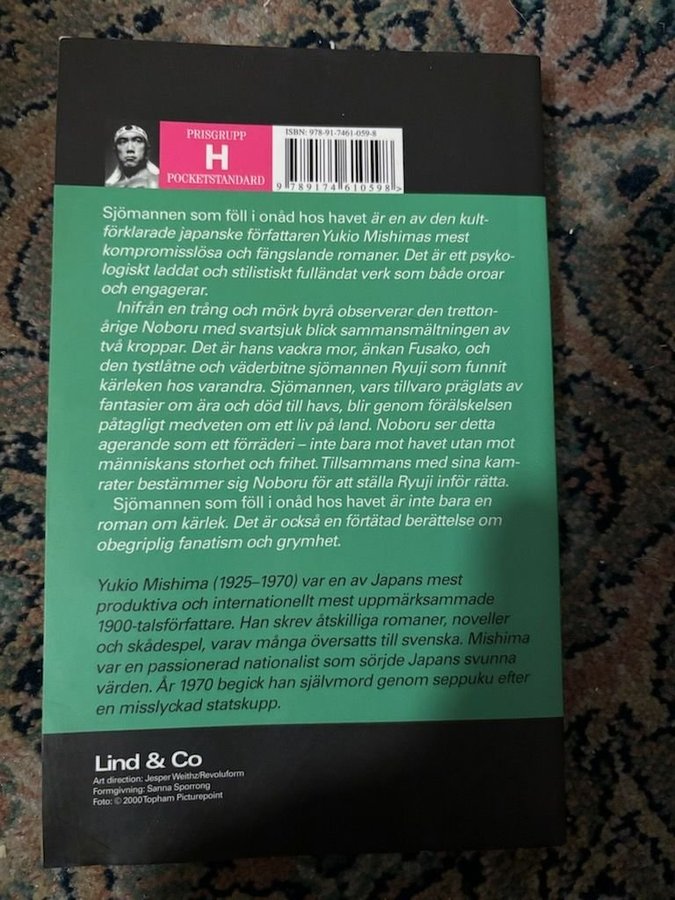 PRISGRUPP
H
POCKETSTANDARD
ISBN: 978-91-7461-059-8
9 789174 610598 >
Sjömannen som föll i onåd hos havet är en av den kult-
förklarade japanske författaren Yukio Mishimas mest
kompromisslösa och fängslande romaner. Det är ett psyko-
logiskt laddat och stilistiskt fulländat verk som både oroar
och engagerar.
Inifrån en trång och mörk byrå observerar den tretton-
årige Noboru med svartsjuk blick sammansmältningen av
två kroppar. Det är hans vackra mor, änkan Fusako, och
den tystlåtne och väderbitne sjömannen Ryuji som funnit
kärleken hos varandra. Sjömannen, vars tillvaro präglats av
fantasier om ära och död till havs, blir genom förälskelsen
påtagligt medveten om ett liv på land. Noboru ser detta
agerande som ett förräderi – inte bara mot havet utan mot
människans storhet och frihet. Tillsammans med sina kam-
rater bestämmer sig Noboru för att ställa Ryuji inför rätta.
Sjömannen som föll i onåd hos havet är inte bara en
roman om kärlek. Det är också en förtätad berättelse om
obegriplig fanatism och grymhet.
Yukio Mishima (1925–1970) var en av Japans mest
produktiva och internationellt mest uppmärksammade
1900-talsförfattare. Han skrev åtskilliga romaner, noveller
och skådespel, varav många översatts till svenska. Mishima
var en passionerad nationalist som sörjde Japans svunna
värden. År 1970 begick han självmord genom seppuku efter
en misslyckad statskupp.
Lind & Co
Art direction: Jesper Weithz/Revoluform
Formgivning: Sanna Sporrong
Foto: © 2000 Topham Picturepoint